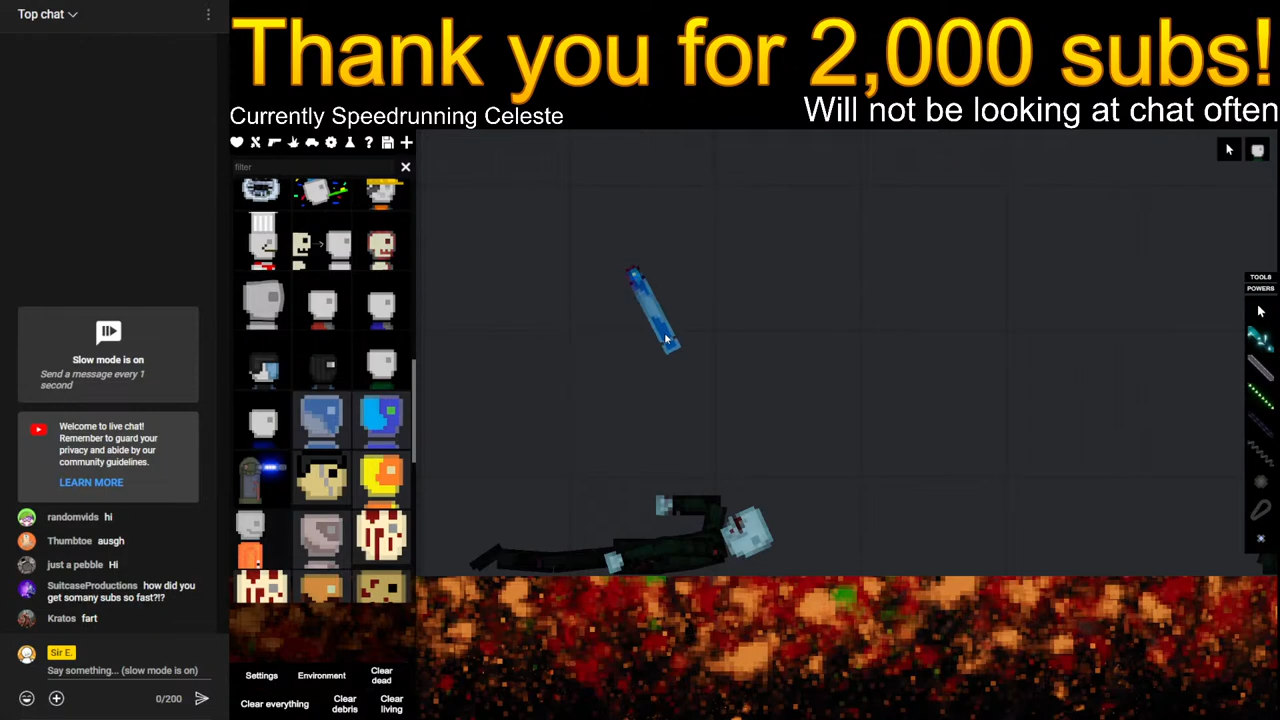 Top chat
Thank you for 2,000 subs!
Currently Speedrunning Celeste
Will not be looking at chat often
filter
TOOLS
POWERS
Slow mode is on
Send a message every 1
second
Welcome to live chat!
Remember to guard your
privacy and abide by our
community guidelines.
LEARN MORE
randomvids hi
Thumbtoe ausgh
just a pebble Hi
SuitcaseProductions how did you
get somany subs so fast?!?
Kratos fart
Sir E.
Say something... (slow mode is on)
0/200
Settings
Environment
Clear
dead
Clear everything
Clear
debris
Clear
living